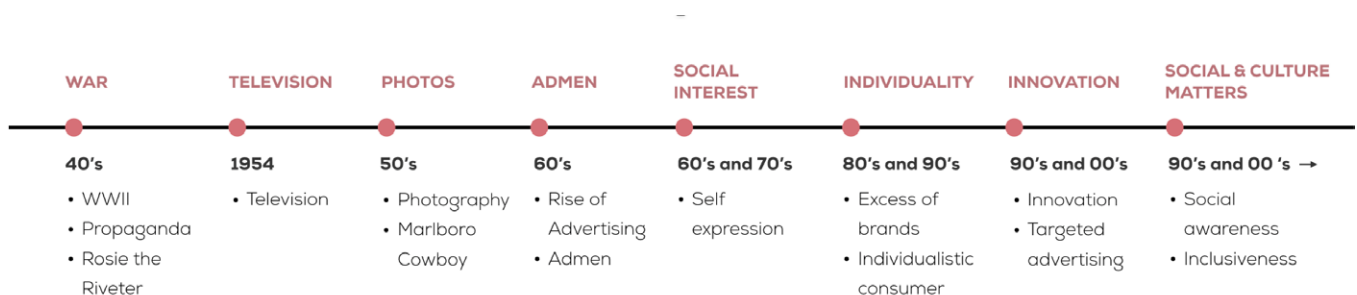 WAR
TELEVISION
PHOTOS
ADMEN
SOCIAL
INTEREST
INDIVIDUALITY
INNOVATION
SOCIAL & CULTURE
MATTERS
40's
• WWII
• Propaganda
• Rosie the
Riveter
1954
• Television
50's
• Photography
• Marlboro
Cowboy
60's
• Rise of
Advertising
• Admen
60's and 70's
• Self
expression
80's and 90's
• Excess of
brands
• Individualistic
consumer
90's and 00's
• Innovation
• Targeted
advertising
90's and 00 's →
• Social
awareness
• Inclusiveness